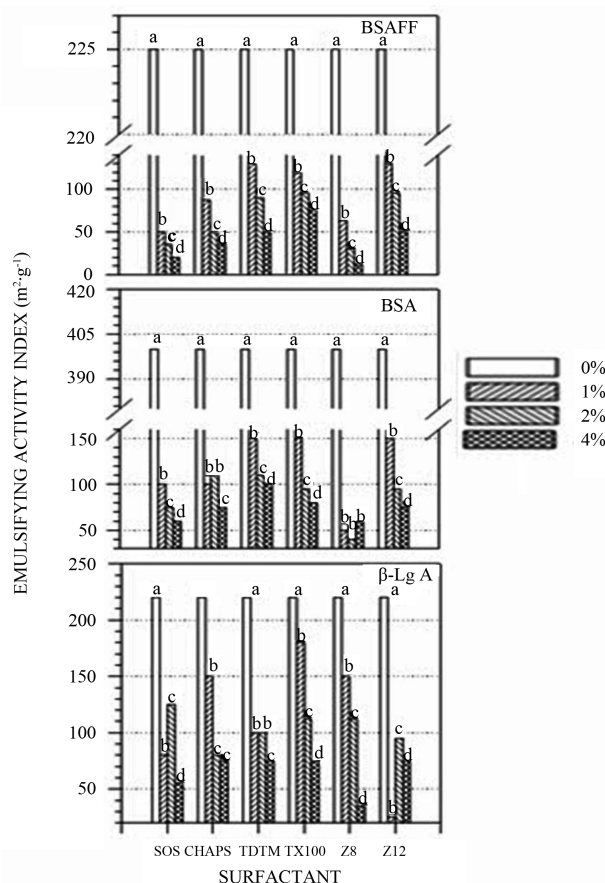 EMULSIFYING ACTIVITY INDEX (m²·g⁻¹)
BSAFF
225
220
100
50
0
a a a a a a
b c d
b c d
b c d
b c d
b c d
b c d
BSA
420
405
390
150
100
50
a a a a a a
b c d
b b c
b c d
b c d
b b b
b c d
β-Lg A
250
200
150
100
50
a a a a a
b c d
b c c
b b c
b c d
b c d
b c d
0%
1%
2%
4%
SOS CHAPS TDTM TX100 Z8 Z12
SURFACTANT